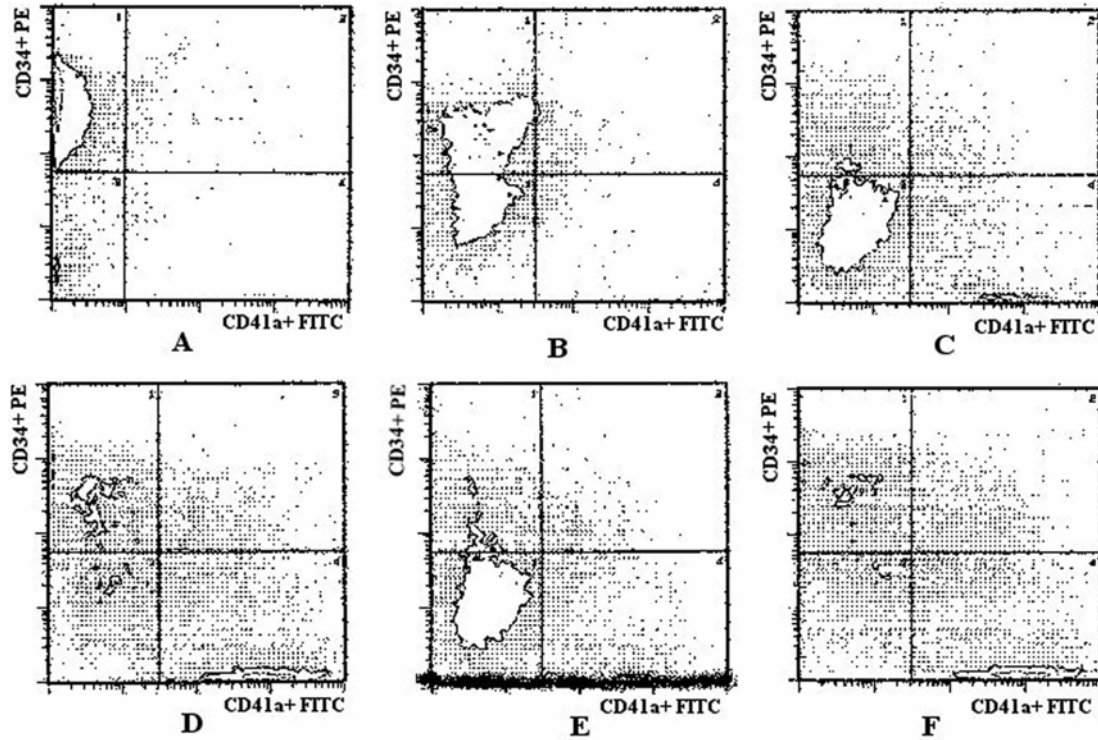 CD34+ PE
CD41a+ FITC
A
CD34+ PE
CD41a+ FITC
B
CD34+ PE
CD41a+ FITC
C
CD34+ PE
CD41a+ FITC
D
CD34+ PE
CD41a+ FITC
E
CD34+ PE
CD41a+ FITC
F